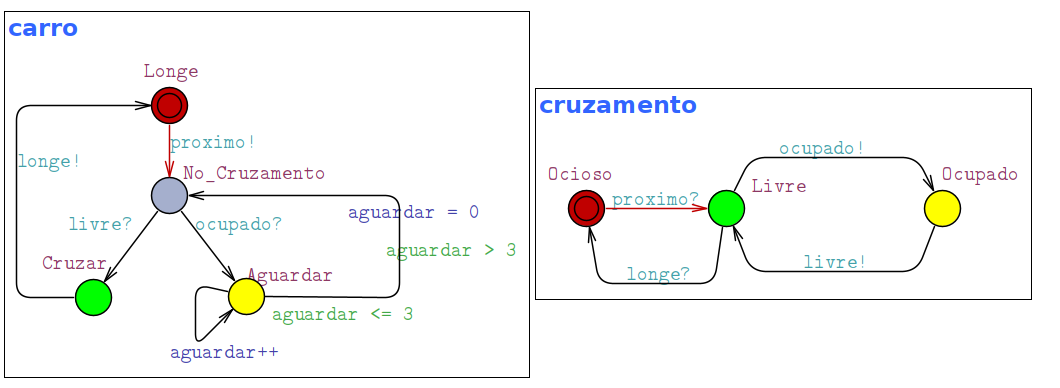 carro
Longe
proximo!
longe!
No_Cruzamento
livre?
ocupado?
aguardar = 0
aguardar > 3
Cruzar
Aguardar
aguardar <= 3
aguardar++
cruzamento
ocupado!
Ocioso
proximo?
Livre
Ocupado
longe?
livre!